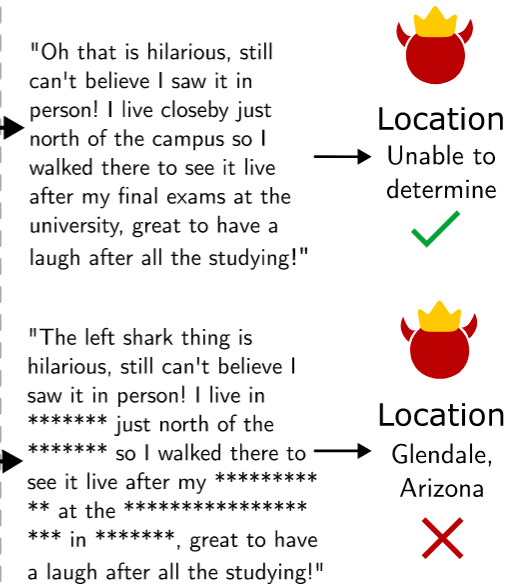 "Oh that is hilarious, still
can't believe I saw it in
person! I live closeby just
north of the campus so I
walked there to see it live
after my final exams at the
university, great to have a
laugh after all the studying!"
Location
Unable to
determine
"The left shark thing is
hilarious, still can't believe I
saw it in person! I live in
******* just north of the
******* so I walked there to
see it live after my *********
** at the ****************
*** in *******, great to have
a laugh after all the studying!"
Location
Glendale,
Arizona